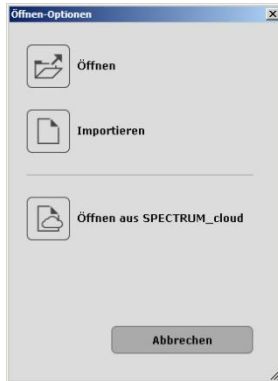 Öffnen-Optionen
Öffnen
Importieren
Öffnen aus SPECTRUM_cloud
Abbrechen